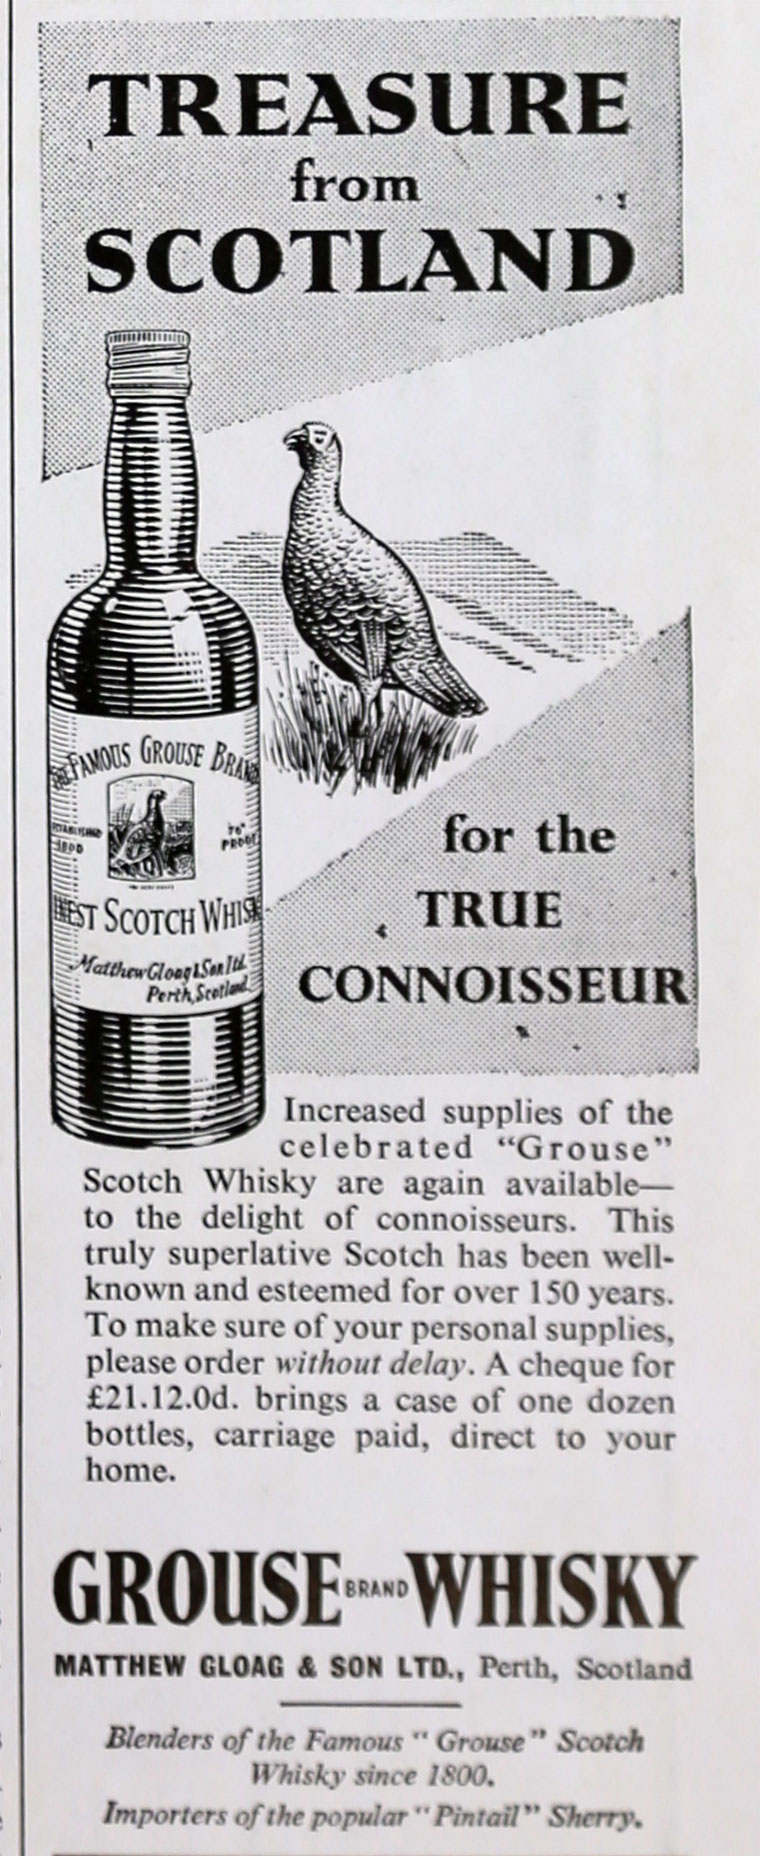 TREASURE
from
SCOTLAND
FAMOUS GROUSE BRAND
ESTABLISHED
1800
70°
PROOF
SCOTCH WHISK
Matthew Gloag & Son Ltd.
Perth, Scotland
for the
TRUE
CONNOISSEUR
Increased supplies of the
celebrated “Grouse”
Scotch Whisky are again available—
to the delight of connoisseurs. This
truly superlative Scotch has been well-
known and esteemed for over 150 years.
To make sure of your personal supplies,
please order without delay. A cheque for
£21.12.0d. brings a case of one dozen
bottles, carriage paid, direct to your
home.
GROUSE BRAND WHISKY
MATTHEW GLOAG & SON LTD., Perth, Scotland
Blenders of the Famous “Grouse” Scotch
Whisky since 1800.
Importers of the popular “Pintail” Sherry.